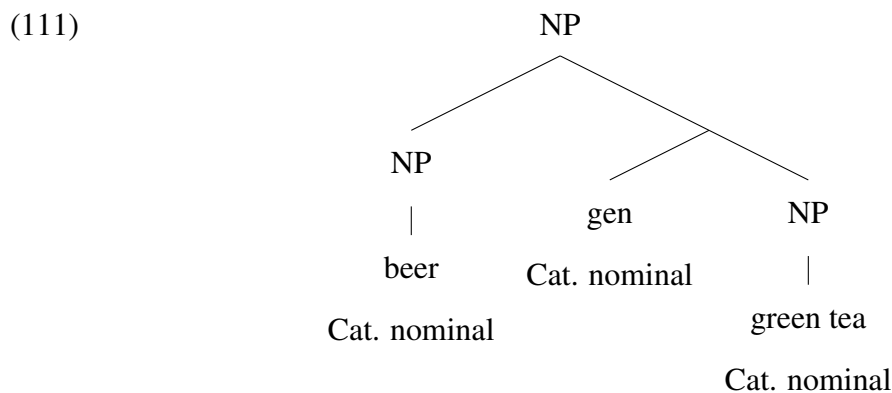 (111) NP
NP gen NP
beer Cat. nominal green tea
Cat. nominal Cat. nominal